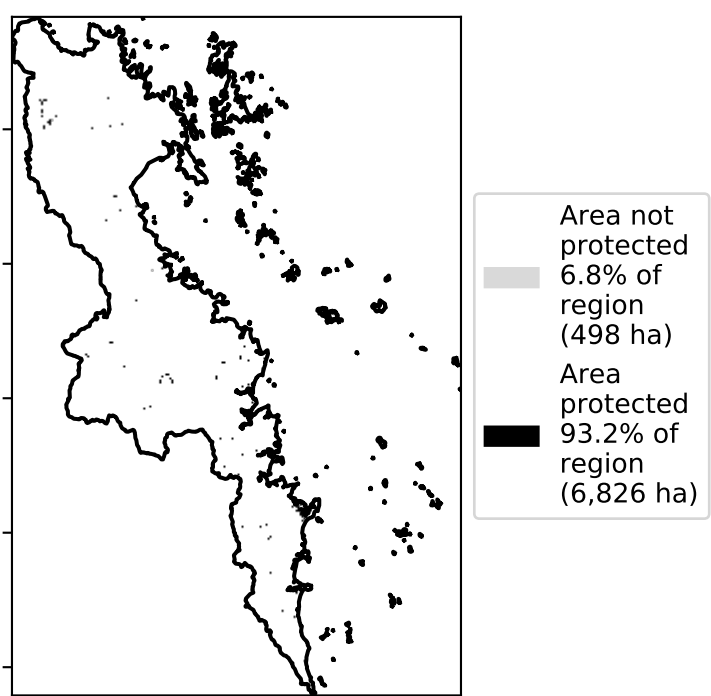 Area not
protected
6.8% of
region
(498 ha)
Area
protected
93.2% of
region
(6,826 ha)